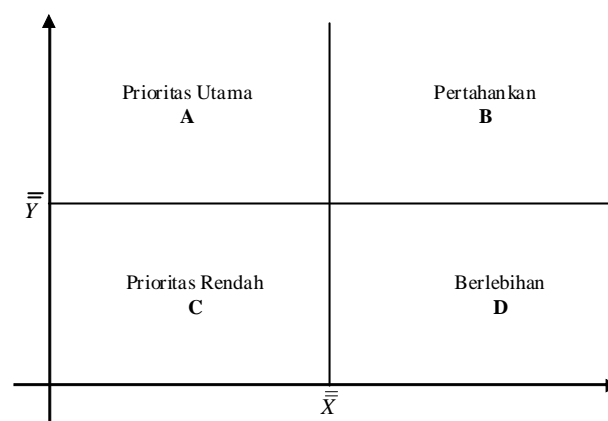 Prioritas Utama
A
Pertahankan
B
Y̿
Prioritas Rendah
C
Berlebihan
D
X̿